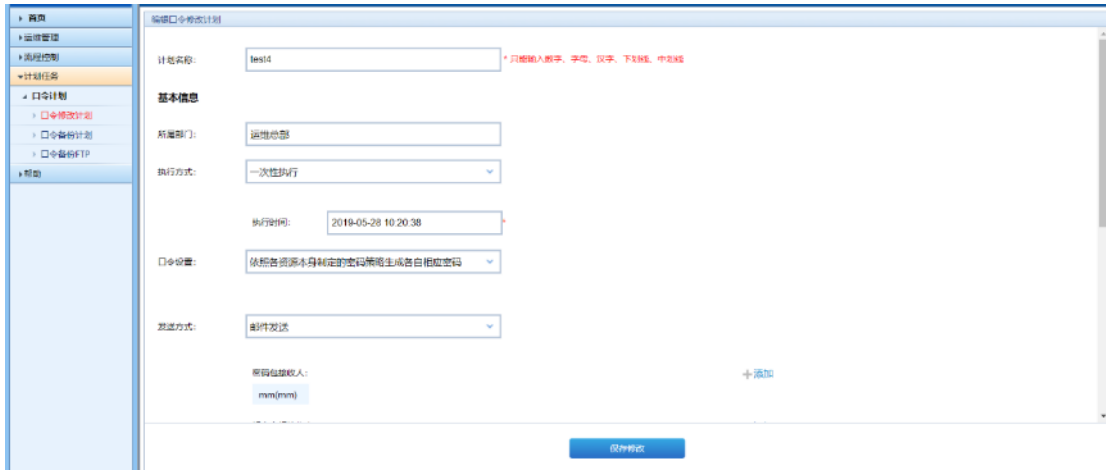 首页
运维管理
流程控制
计划任务
口令计划
口令修改计划
口令备份计划
口令备份FTP
帮助
编辑口令修改计划
计划名称: test4 * 只能输入数字、字母、汉字、下划线、中划线
基本信息
所属部门: 运维总部
执行方式: 一次性执行
执行时间: 2019-05-28 10:20:38 *
口令设置: 依照各资源本身制定的密码策略生成各自相应密码
发送方式: 邮件发送
密码包接收人: 添加
mm(mm)
保存修改